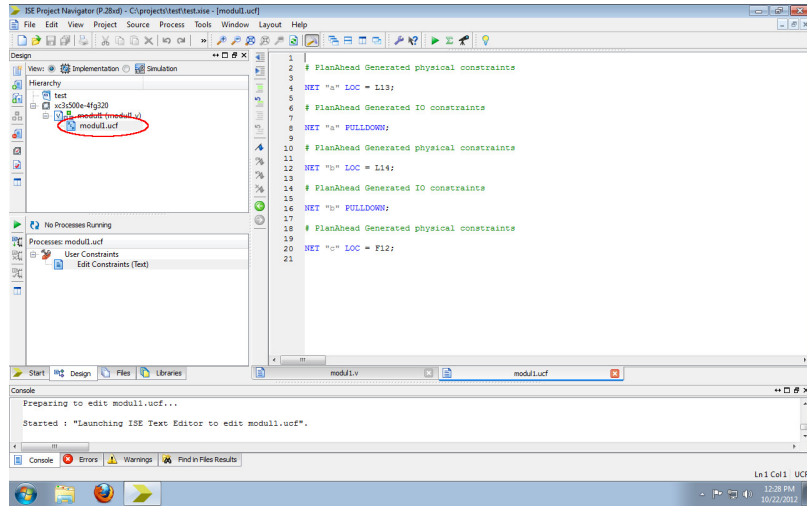 ISE Project Navigator (P.28xd) - C:\projects\test\test.xise - [modul1.ucf]
File Edit View Project Source Process Tools Window Layout Help
Design
View: Implementation Simulation
Hierarchy
test
xc3s500e-4fg320
modul1 (modul1.v)
modul1.ucf
No Processes Running
Processes: modul1.ucf
User Constraints
Edit Constraints (Text)
Start Design Files Libraries
1
2 # PlanAhead Generated physical constraints
3
4 NET "a" LOC = L13;
5
6 # PlanAhead Generated IO constraints
7
8 NET "a" PULLDOWN;
9
10 # PlanAhead Generated physical constraints
11
12 NET "b" LOC = L14;
13
14 # PlanAhead Generated IO constraints
15
16 NET "b" PULLDOWN;
17
18 # PlanAhead Generated physical constraints
19
20 NET "c" LOC = F12;
21
modul1.v modul1.ucf
Console
Preparing to edit modul1.ucf...
Started : "Launching ISE Text Editor to edit modul1.ucf".
Console Errors Warnings Find in Files Results
Ln 1 Col 1 UCF
12:28 PM
10/22/2012